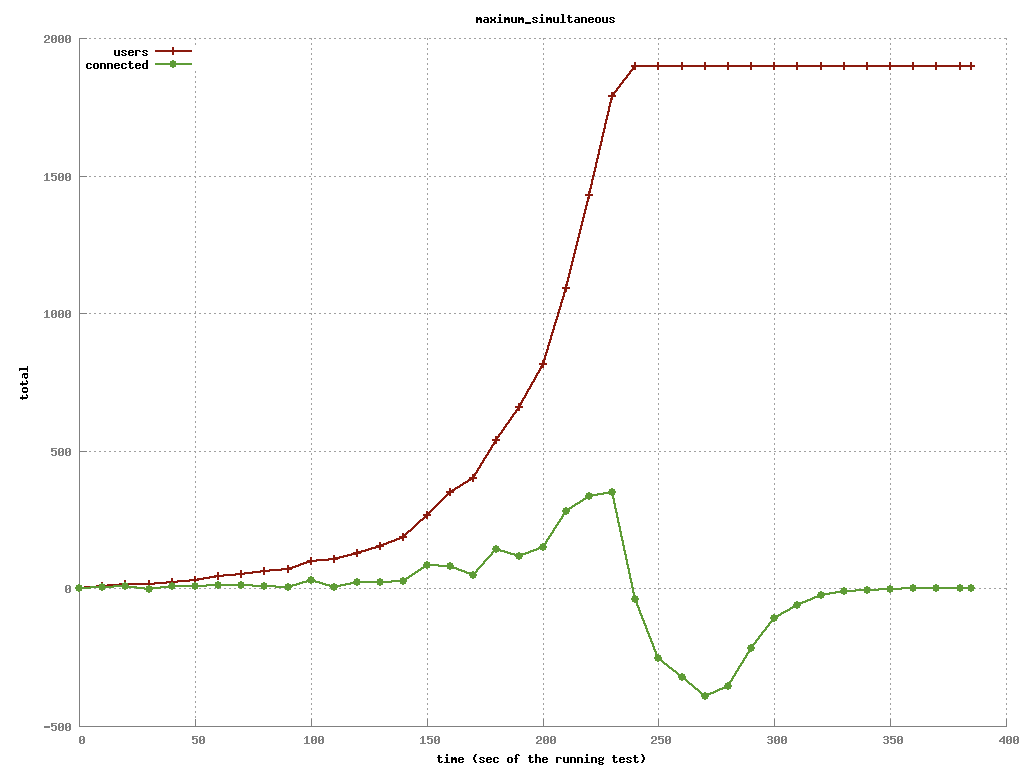 maximum_simultaneous
users
connected
2000
1500
1000
500
0
-500
total
0 50 100 150 200 250 300 350 400
time (sec of the running test)